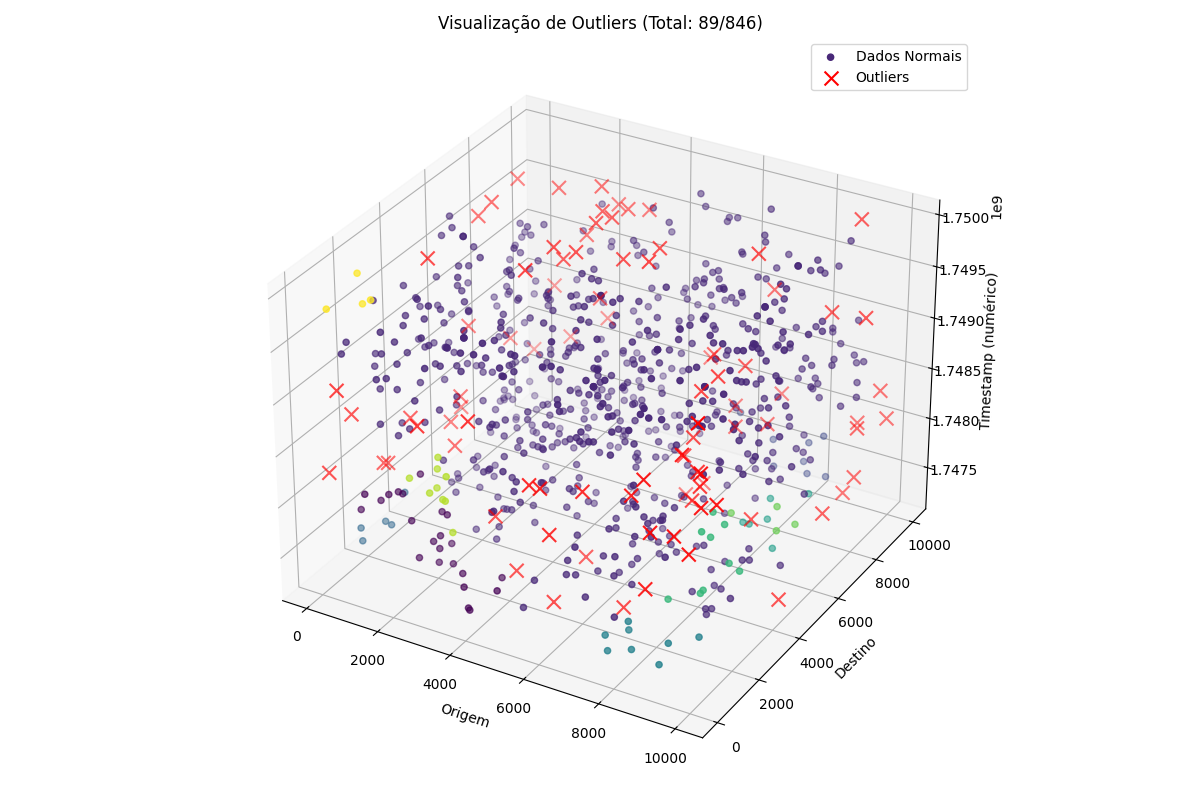 Visualização de Outliers (Total: 89/846)
Dados Normais
Outliers
1e9
1.7500
1.7495
1.7490
1.7485
1.7480
1.7475
Timestamp (numérico)
10000
8000
6000
4000
2000
0
Destino
0
2000
4000
6000
8000
10000
Origem